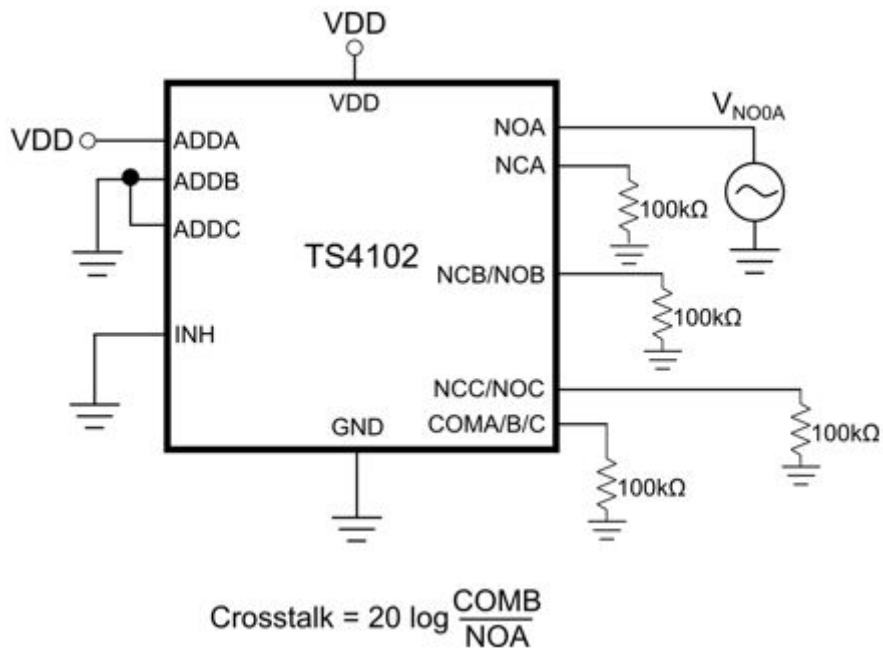 VDD
VDD
VDD
ADDA
ADDB
ADDC
INH
GND
TS4102
NOA
NCA
NCB/NOB
NCC/NOC
COMA/B/C
VNO0A
100kΩ
100kΩ
100kΩ
100kΩ
Crosstalk = 20 log COMB
NOA